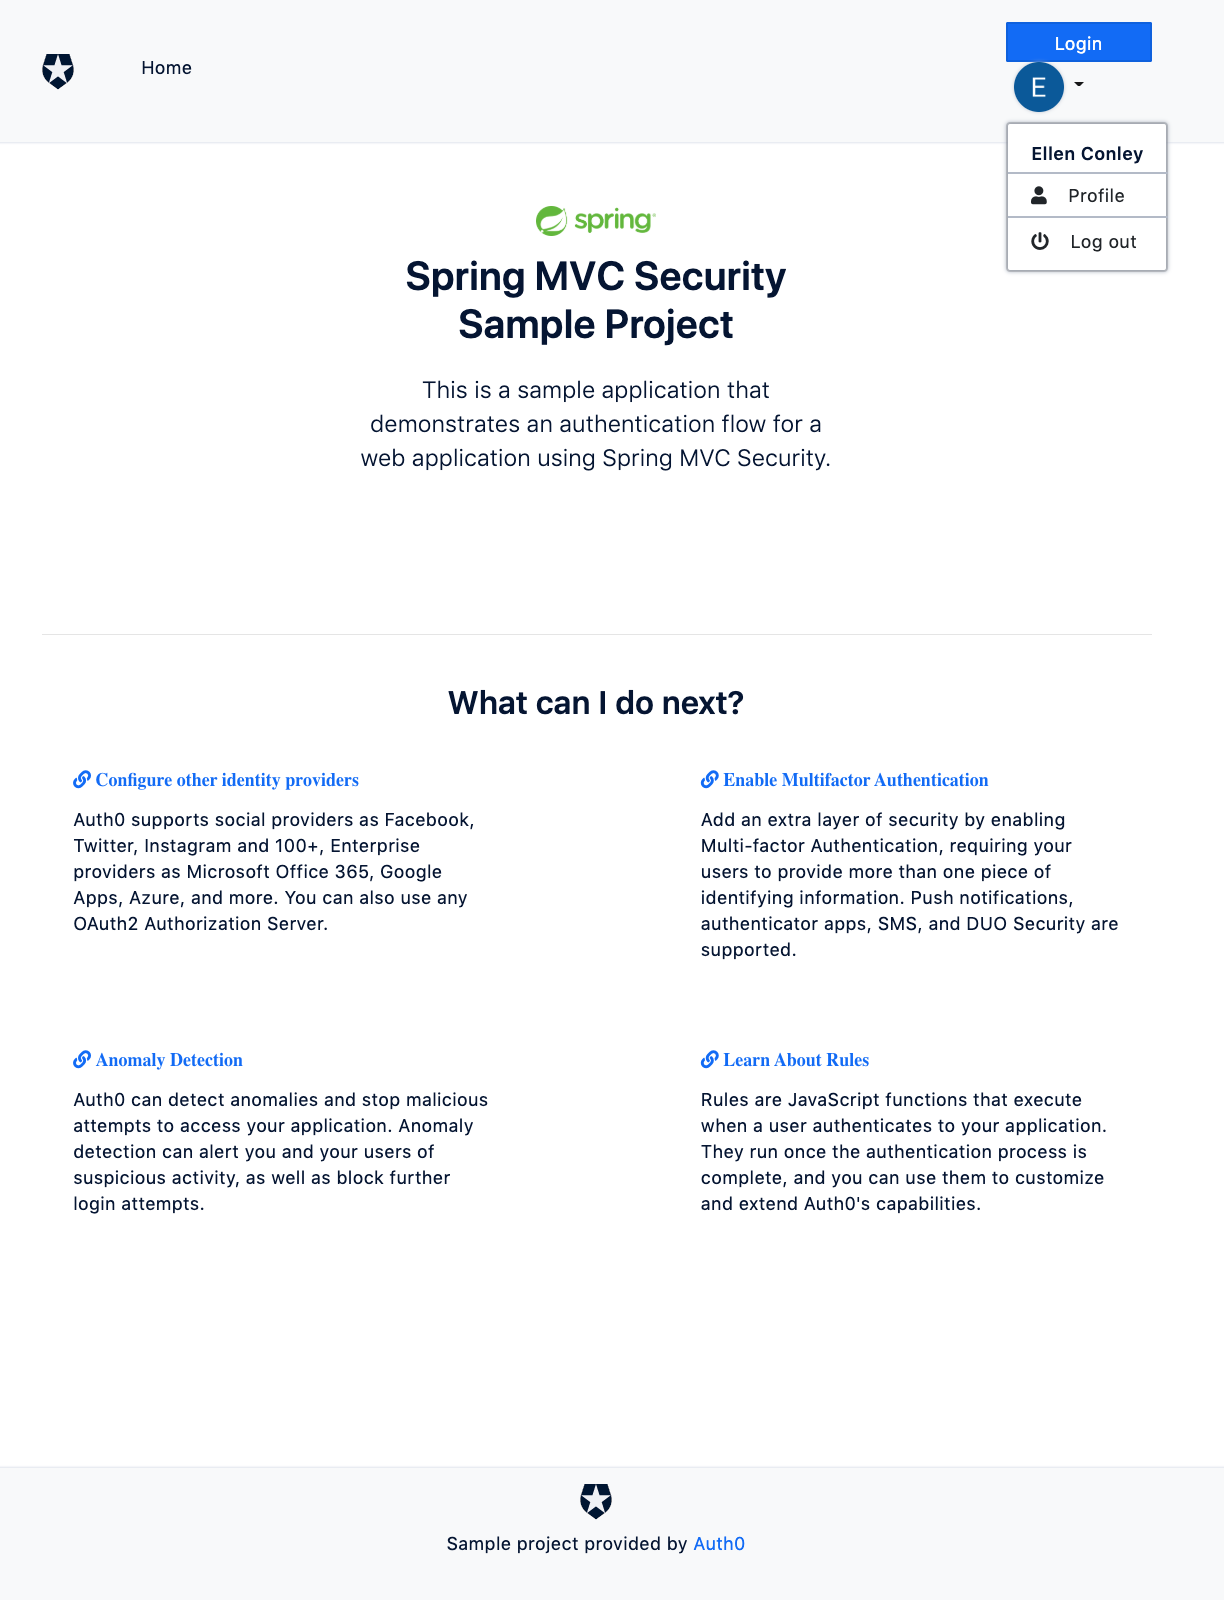 Home
Login
E
Ellen Conley
Profile
Log out
spring
Spring MVC Security
Sample Project
This is a sample application that
demonstrates an authentication flow for a
web application using Spring MVC Security.
What can I do next?
Configure other identity providers
Auth0 supports social providers as Facebook,
Twitter, Instagram and 100+, Enterprise
providers as Microsoft Office 365, Google
Apps, Azure, and more. You can also use any
OAuth2 Authorization Server.
Enable Multifactor Authentication
Add an extra layer of security by enabling
Multi-factor Authentication, requiring your
users to provide more than one piece of
identifying information. Push notifications,
authenticator apps, SMS, and DUO Security are
supported.
Anomaly Detection
Auth0 can detect anomalies and stop malicious
attempts to access your application. Anomaly
detection can alert you and your users of
suspicious activity, as well as block further
login attempts.
Learn About Rules
Rules are JavaScript functions that execute
when a user authenticates to your application.
They run once the authentication process is
complete, and you can use them to customize
and extend Auth0's capabilities.
Sample project provided by Auth0